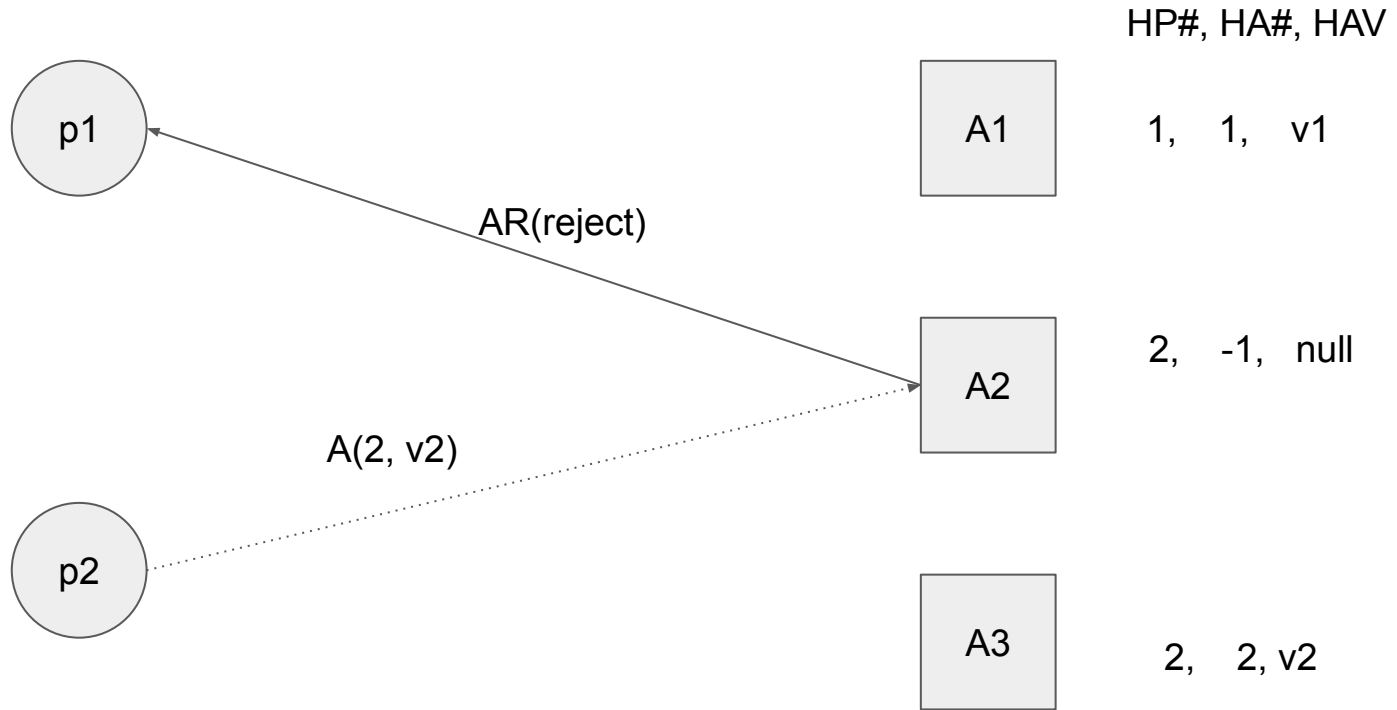 HP#, HA#, HAV
p1
A1
1, 1, v1
AR(reject)
2, -1, null
A2
A(2, v2)
p2
A3
2, 2, v2